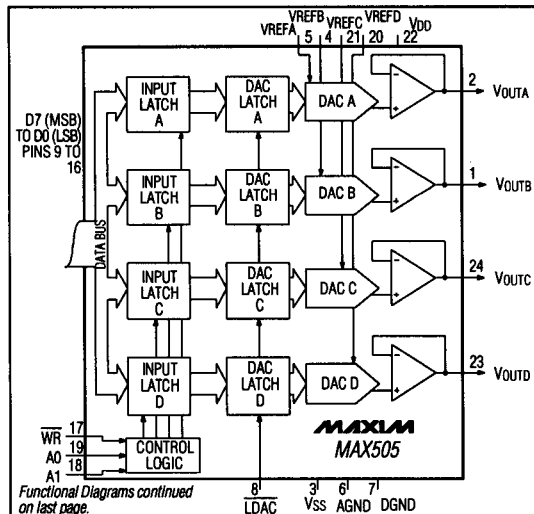 VREFB VREFD
VREFA VREFC VDD
5 4 21 20 22
INPUT LATCH A
DAC LATCH A
DAC A
-
+
2 VOUTA
D7 (MSB)
TO D0 (LSB)
PINS 9 TO
16
DATA BUS
INPUT LATCH B
DAC LATCH B
DAC B
-
+
1 VOUTB
INPUT LATCH C
DAC LATCH C
DAC C
-
+
24 VOUTC
INPUT LATCH D
DAC LATCH D
DAC D
-
+
23 VOUTD
MAXIM
MAX505
WR 17
A0 19
A1 18
CONTROL LOGIC
8 3 6 7
LDAC VSS AGND DGND
Functional Diagrams continued
on last page.